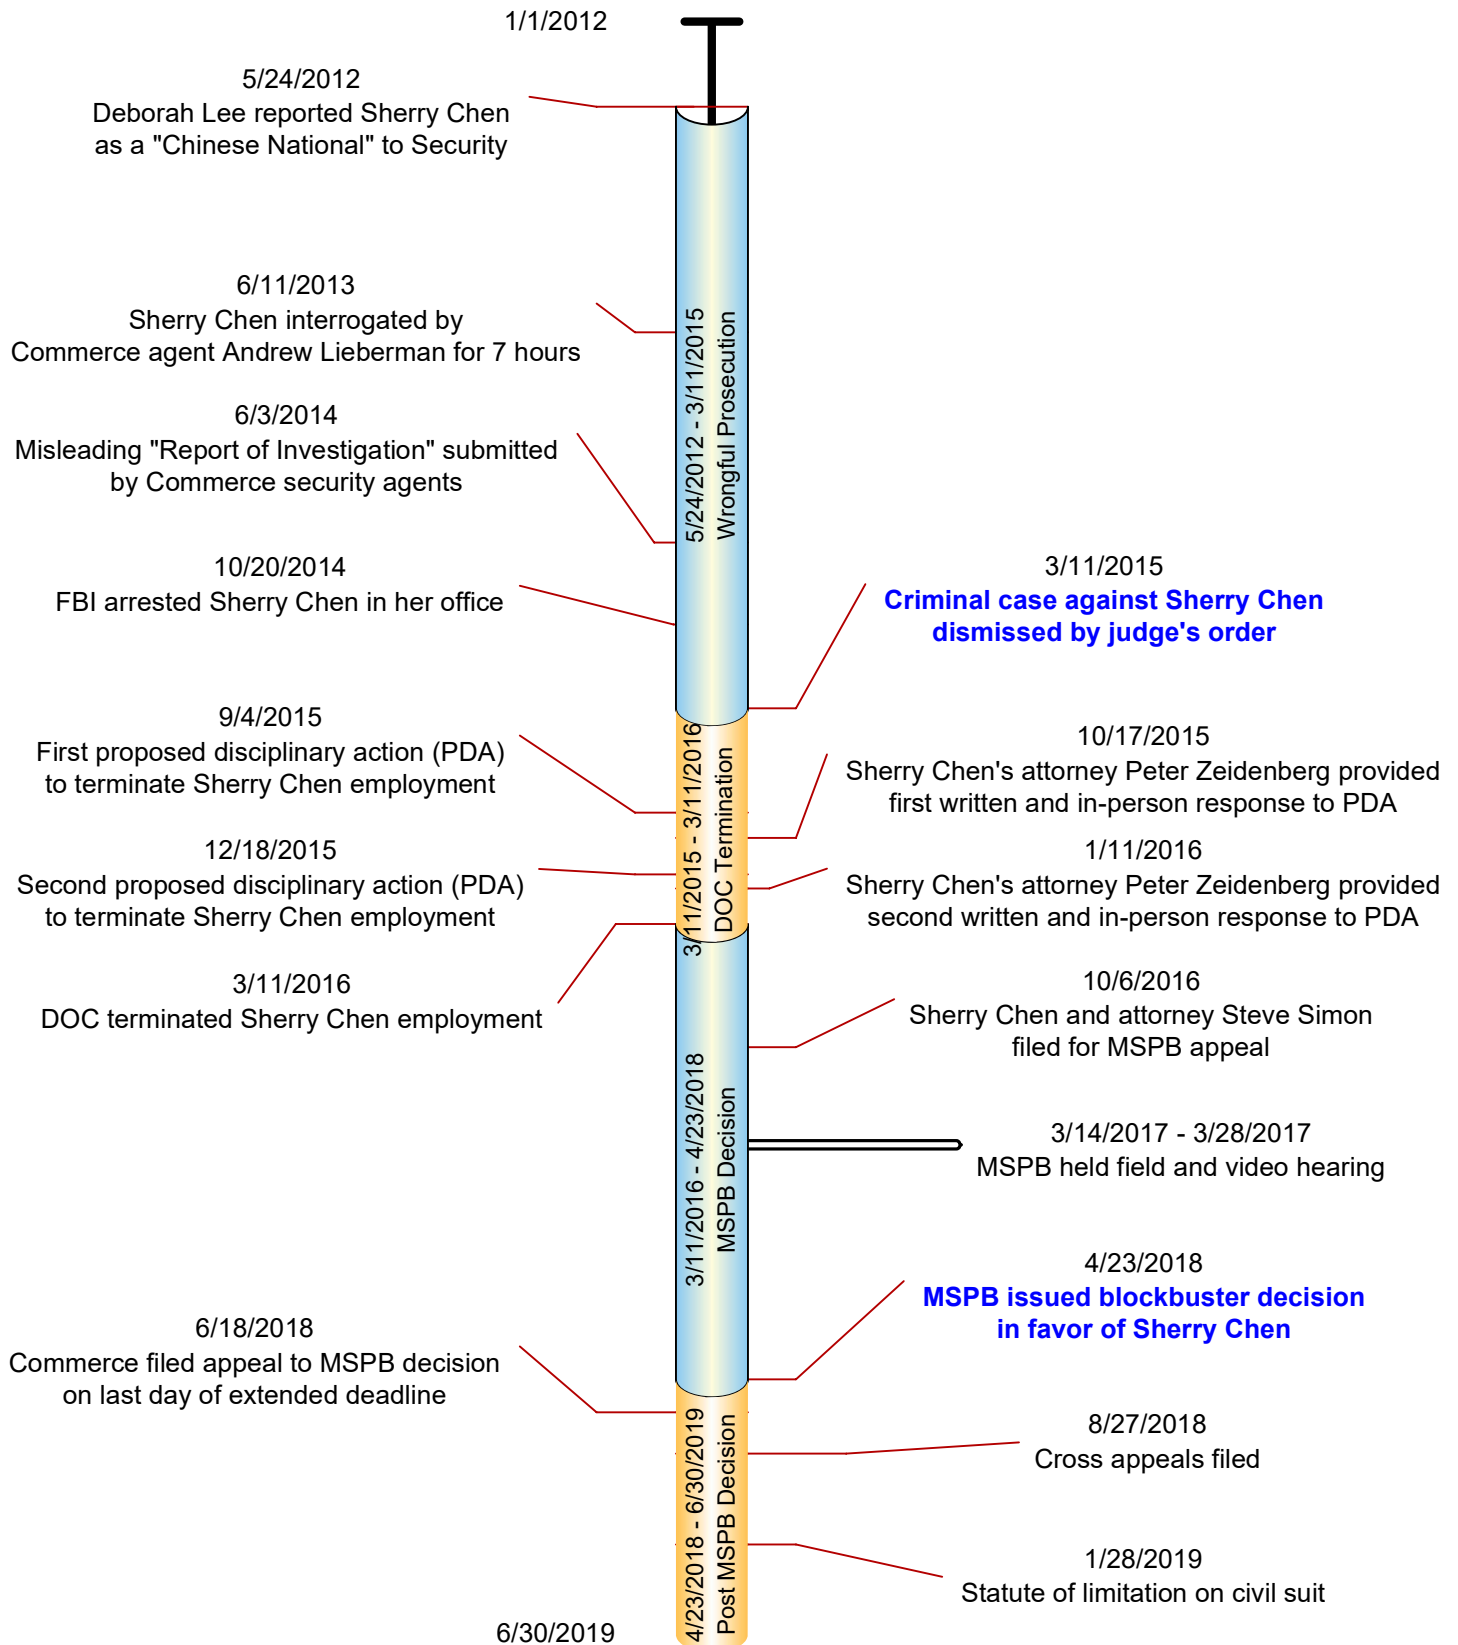 1/1/2012
5/24/2012
Deborah Lee reported Sherry Chen
as a "Chinese National" to Security
6/11/2013
Sherry Chen interrogated by
Commerce agent Andrew Lieberman for 7 hours
6/3/2014
Misleading "Report of Investigation" submitted
by Commerce security agents
5/24/2012 - 3/11/2015
Wrongful Prosecution
10/20/2014
FBI arrested Sherry Chen in her office
3/11/2015
Criminal case against Sherry Chen
dismissed by judge's order
9/4/2015
First proposed disciplinary action (PDA)
to terminate Sherry Chen employment
10/17/2015
Sherry Chen's attorney Peter Zeidenberg provided
first written and in-person response to PDA
3/11/2015 - 3/11/2016
DOC Termination
12/18/2015
Second proposed disciplinary action (PDA)
to terminate Sherry Chen employment
1/11/2016
Sherry Chen's attorney Peter Zeidenberg provided
second written and in-person response to PDA
3/11/2016
DOC terminated Sherry Chen employment
10/6/2016
Sherry Chen and attorney Steve Simon
filed for MSPB appeal
3/11/2016 - 4/23/2018
MSPB Decision
3/14/2017 - 3/28/2017
MSPB held field and video hearing
4/23/2018
MSPB issued blockbuster decision
in favor of Sherry Chen
6/18/2018
Commerce filed appeal to MSPB decision
on last day of extended deadline
8/27/2018
Cross appeals filed
4/23/2018 - 6/30/2019
Post MSPB Decision
1/28/2019
Statute of limitation on civil suit
6/30/2019